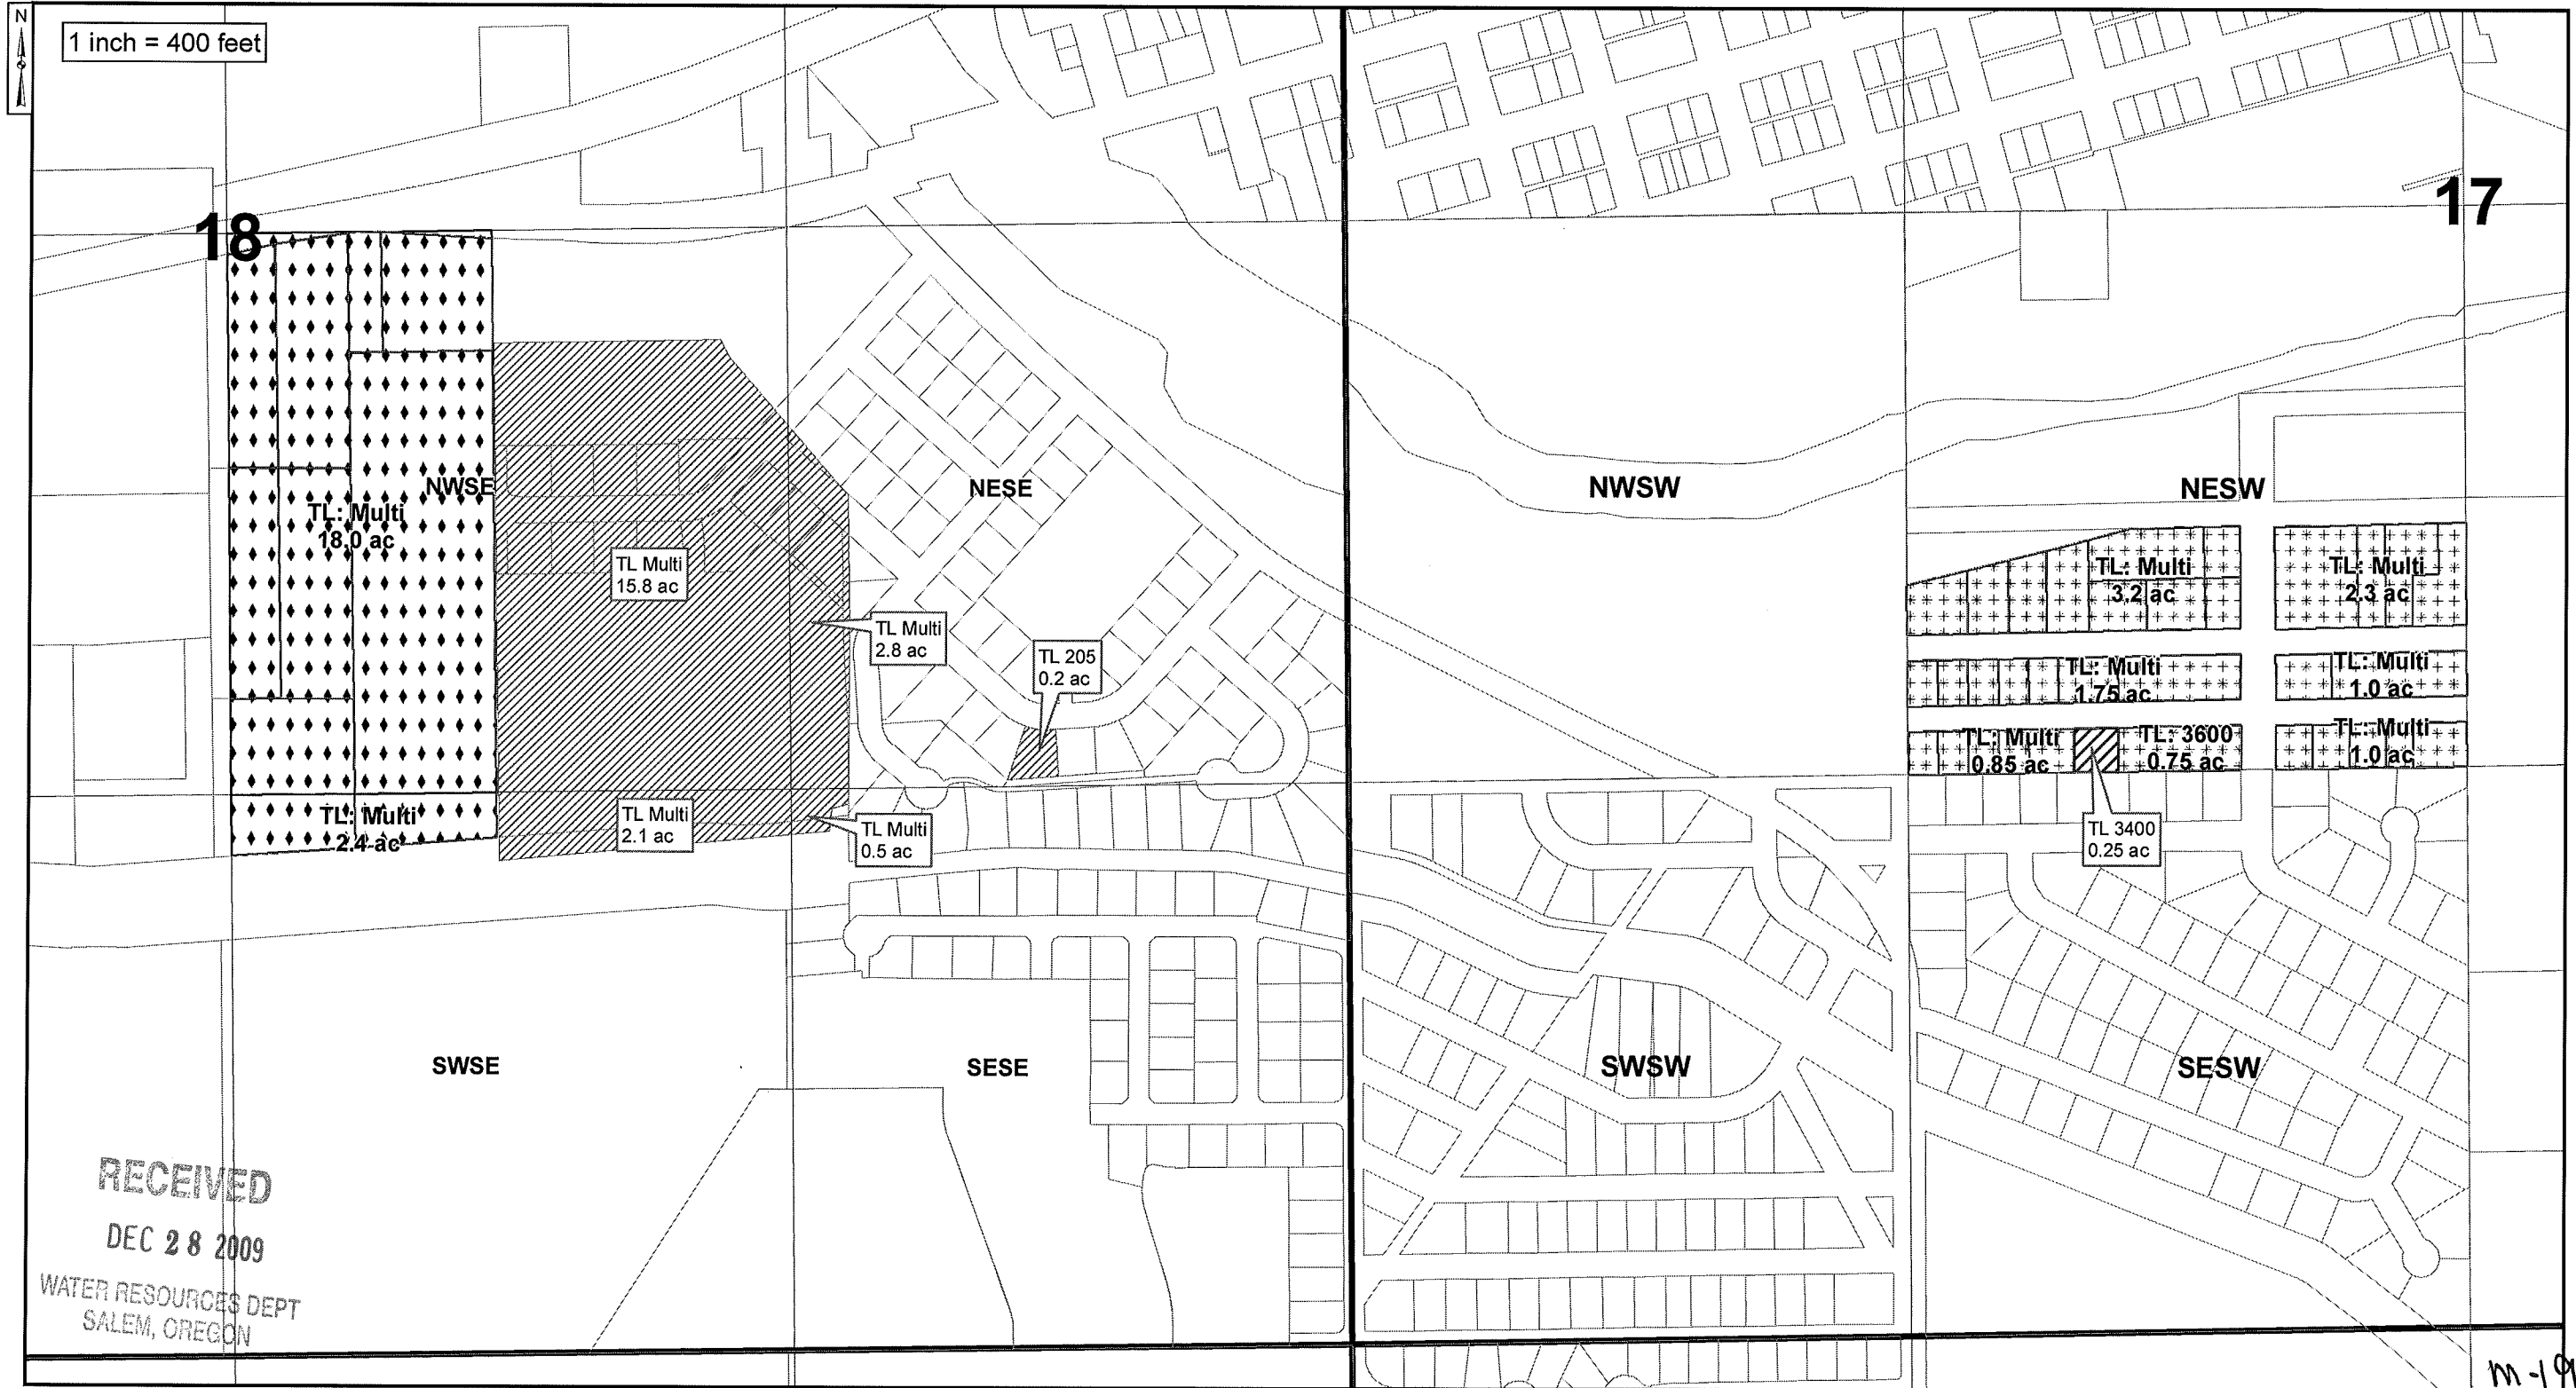 N
1 inch = 400 feet
18
17
NWSE
NESE
NWSW
NESW
TL: Multi
18.0 ac
TL Multi
15.8 ac
TL Multi
2.8 ac
TL 205
0.2 ac
TL: Multi
3.2 ac
TL: Multi
2.3 ac
TL: Multi
1.75 ac
TL: Multi
1.0 ac
TL: Multi
0.85 ac
TL: 3600
0.75 ac
TL: Multi
1.0 ac
TL: Multi
2.4 ac
TL Multi
2.1 ac
TL Multi
0.5 ac
TL 3400
0.25 ac
SWSE
SESE
SWSW
SESW
RECEIVED
DEC 28 2009
WATER RESOURCES DEPT
SALEM, OREGON